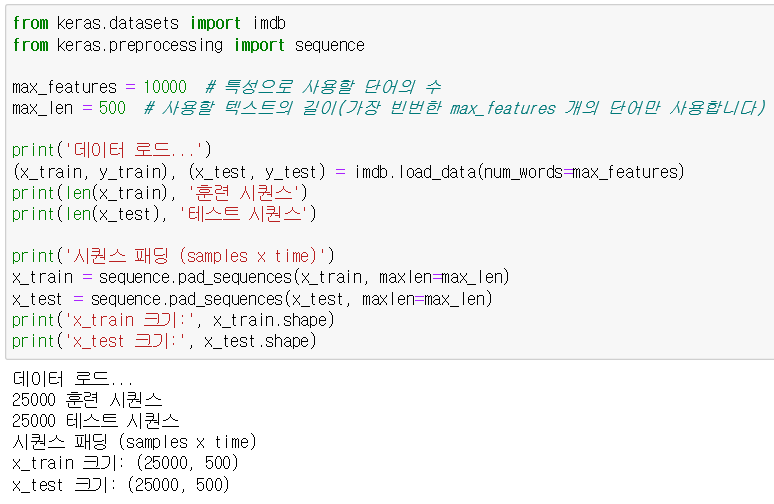 from keras.datasets import imdb
from keras.preprocessing import sequence
max_features = 10000  # 특성으로 사용할 단어의 수
max_len = 500  # 사용할 텍스트의 길이(가장 빈번한 max_features 개의 단어만 사용합니다)
print('데이터 로드...')
(x_train, y_train), (x_test, y_test) = imdb.load_data(num_words=max_features)
print(len(x_train), '훈련 시퀀스')
print(len(x_test), '테스트 시퀀스')
print('시퀀스 패딩 (samples x time)')
x_train = sequence.pad_sequences(x_train, maxlen=max_len)
x_test = sequence.pad_sequences(x_test, maxlen=max_len)
print('x_train 크기:', x_train.shape)
print('x_test 크기:', x_test.shape)
데이터 로드...
25000 훈련 시퀀스
25000 테스트 시퀀스
시퀀스 패딩 (samples x time)
x_train 크기: (25000, 500)
x_test 크기: (25000, 500)